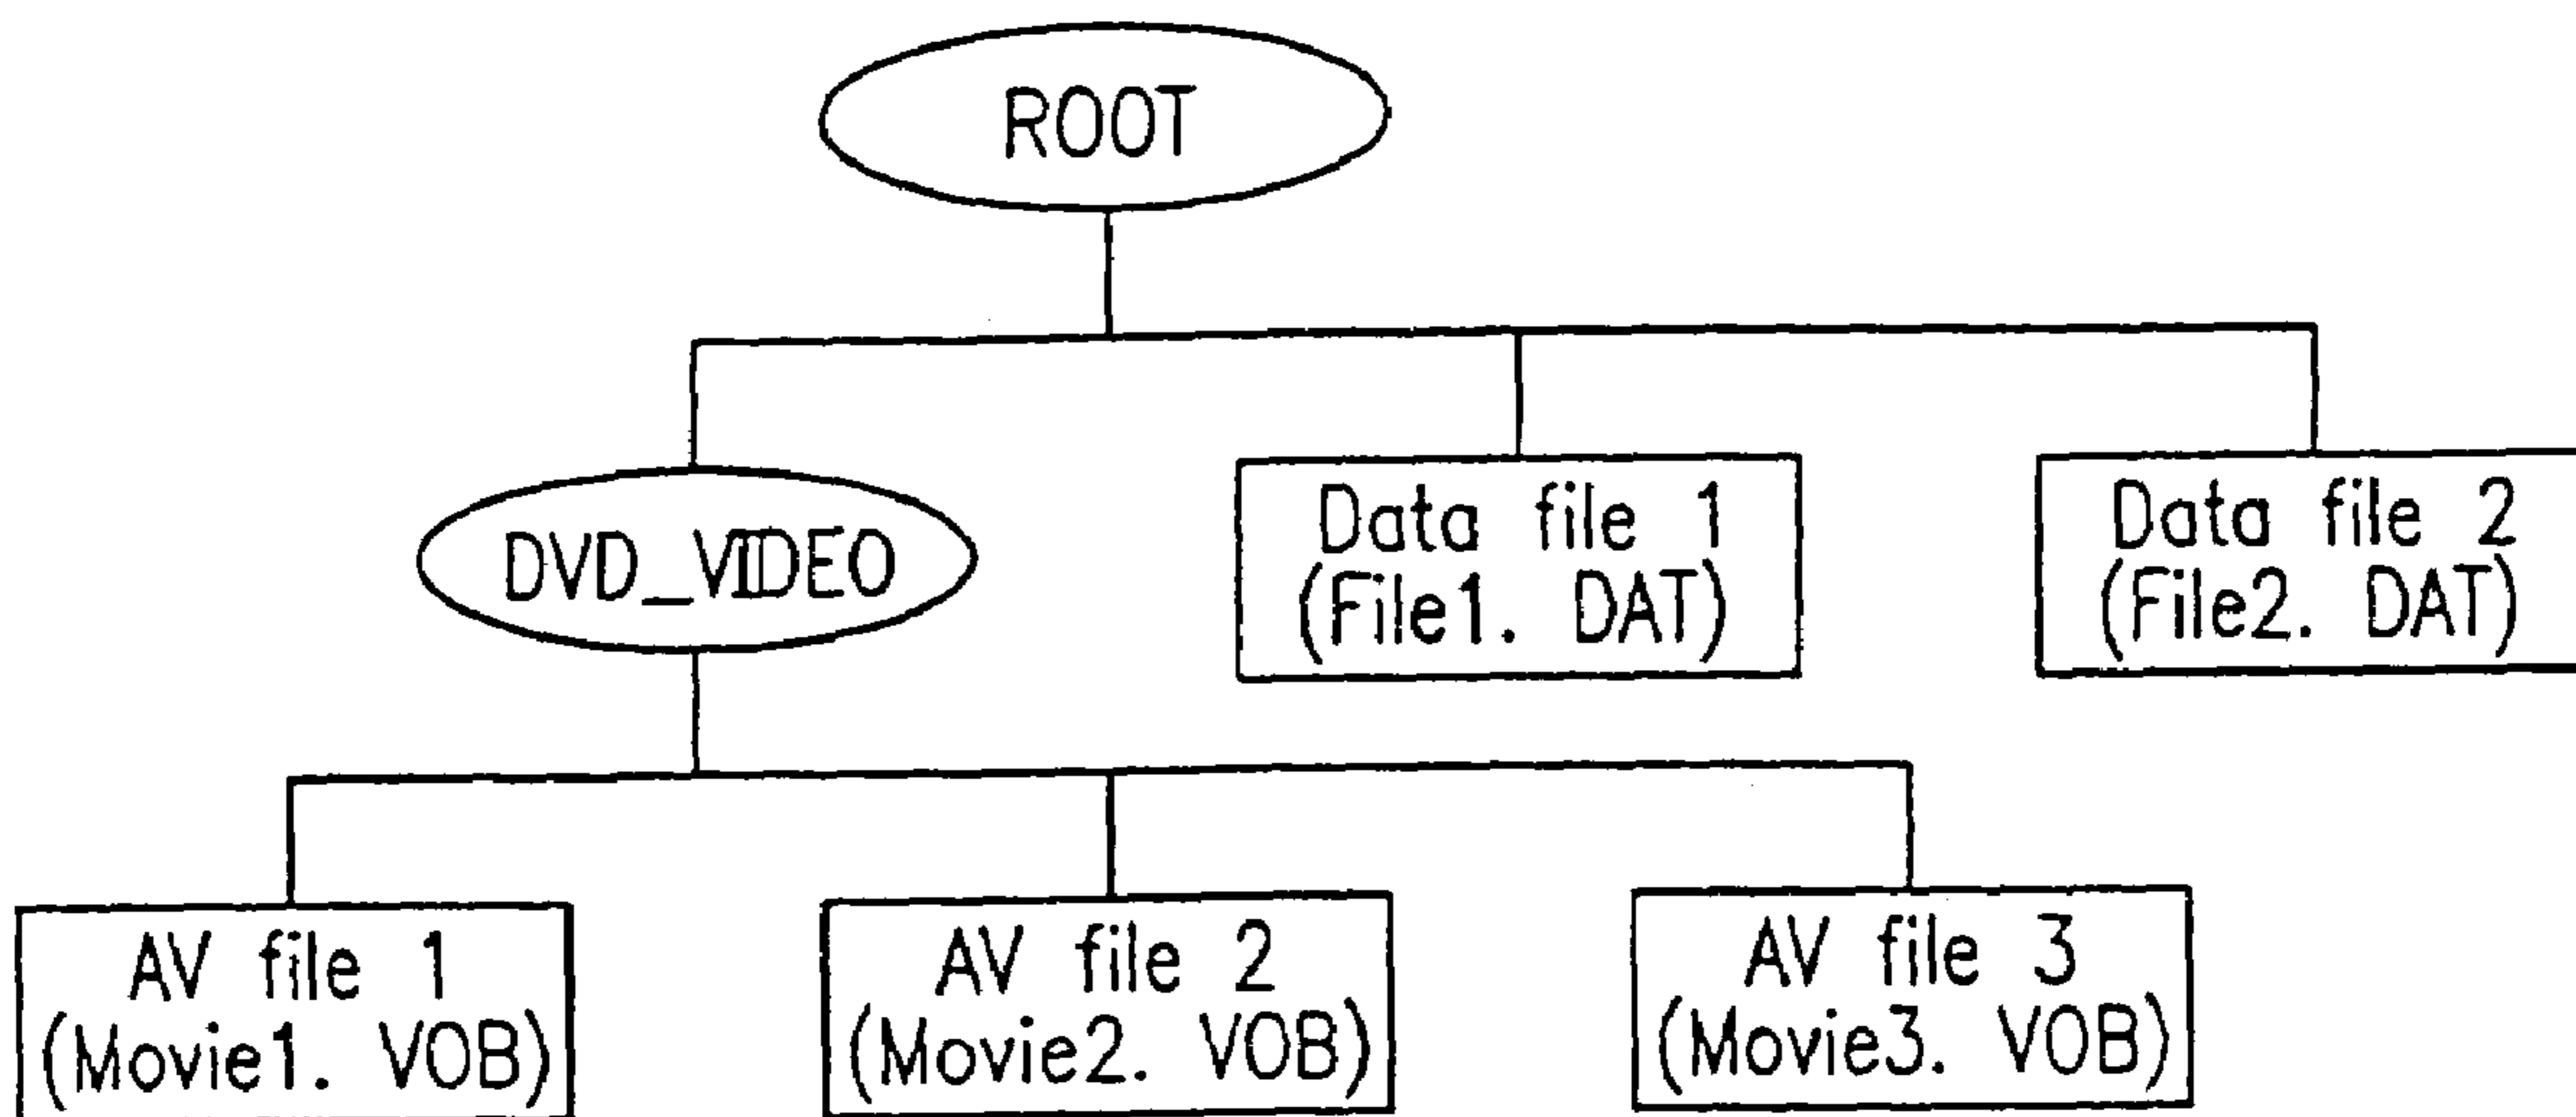 ROOT
DVD_VIDEO
Data file 1
(File1. DAT)
Data file 2
(File2. DAT)
AV file 1
(Movie1. VOB)
AV file 2
(Movie2. VOB)
AV file 3
(Movie3. VOB)